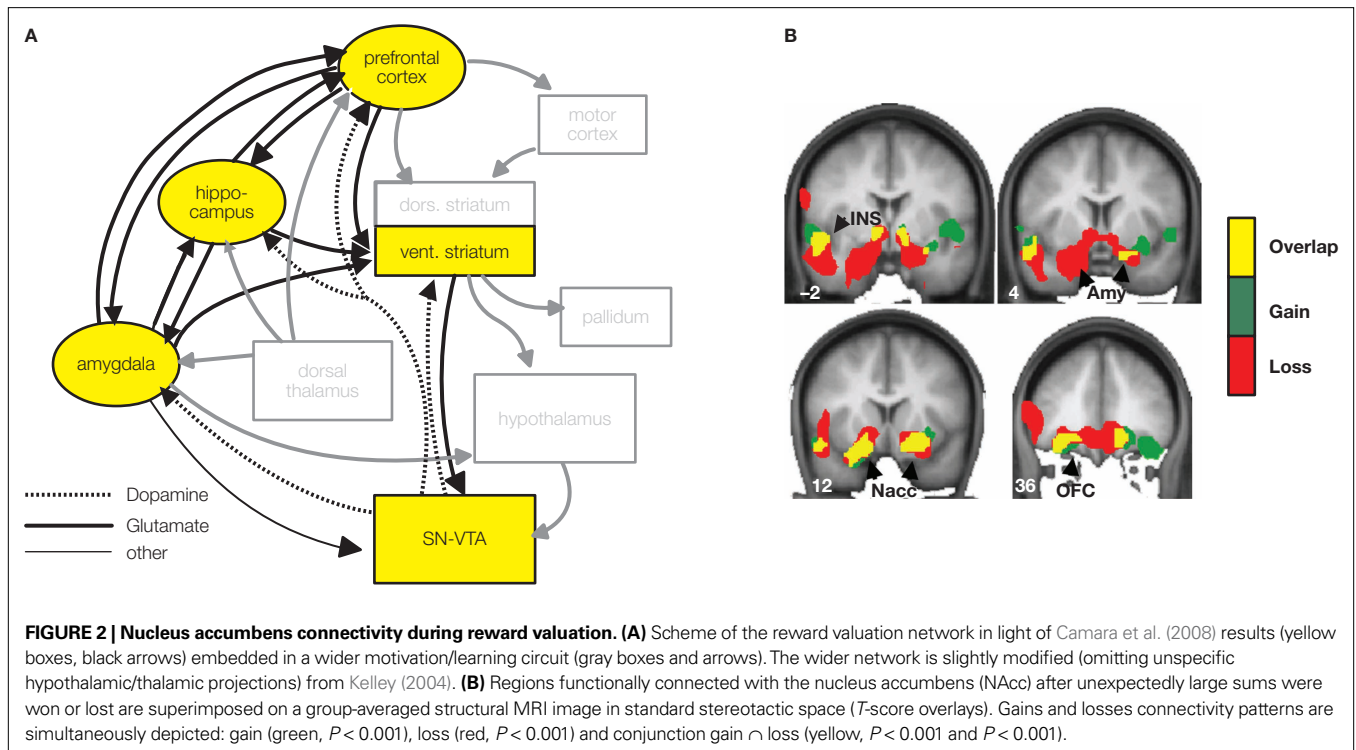 A
prefrontal
cortex
motor
cortex
hippo-
campus
dors. striatum
vent. striatum
pallidum
amygdala
dorsal
thalamus
hypothalamus
SN-VTA
Dopamine
Glutamate
other
B
INS
-2
4
Amy
12
Nacc
36
OFC
Overlap
Gain
Loss
FIGURE 2 | Nucleus accumbens connectivity during reward valuation. (A) Scheme of the reward valuation network in light of Camara et al. (2008) results (yellow
boxes, black arrows) embedded in a wider motivation/learning circuit (gray boxes and arrows). The wider network is slightly modified (omitting unspecific
hypothalamic/thalamic projections) from Kelley (2004). (B) Regions functionally connected with the nucleus accumbens (NAcc) after unexpectedly large sums were
won or lost are superimposed on a group-averaged structural MRI image in standard stereotactic space (T-score overlays). Gains and losses connectivity patterns are
simultaneously depicted: gain (green, P < 0.001), loss (red, P < 0.001) and conjunction gain ∩ loss (yellow, P < 0.001 and P < 0.001).